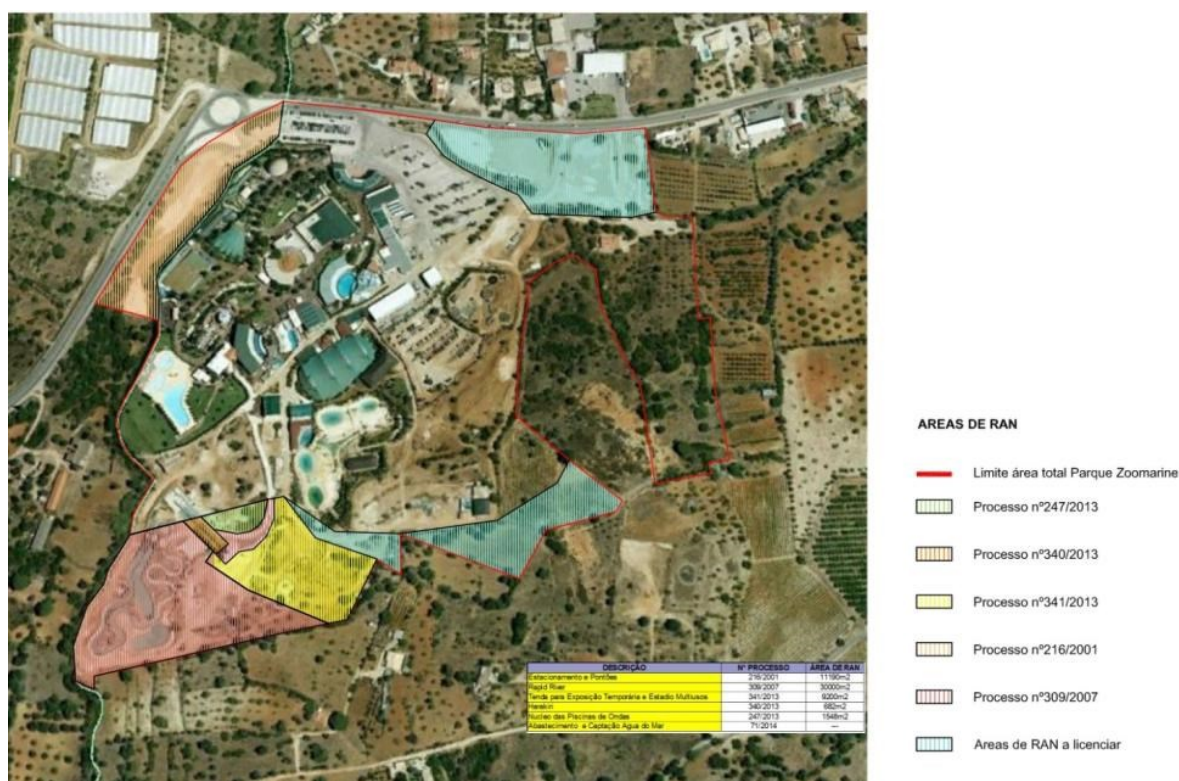 AREAS DE RAN
Limite área total Parque Zoomarine
Processo nº247/2013
Processo nº340/2013
Processo nº341/2013
Processo nº216/2001
Processo nº309/2007
Areas de RAN a licenciar
DESCRIÇÃO Nº PROCESSO ÁREA DE RAN
Estacionamento e Pontões 216/2001 11190m2
Rapid River 309/2007 30000m2
Tenda para Exposição Temporária e Estadio Multiusos 341/2013 9200m2
Harakiri 340/2013 682m2
Nucleo das Piscinas de Ondas 247/2013 1548m2
Abastecimento e Captação Agua do Mar 71/2014 ---